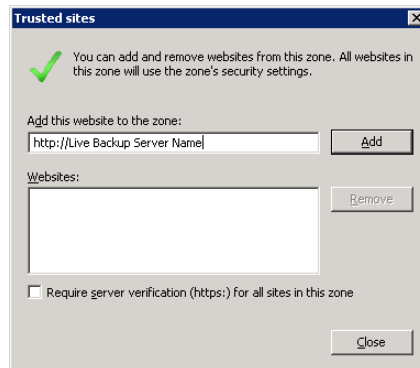 Trusted sites
You can add and remove websites from this zone. All websites in
this zone will use the zone's security settings.
Add this website to the zone:
http://Live Backup Server Name
Add
Websites:
Remove
Require server verification (https:) for all sites in this zone
Close